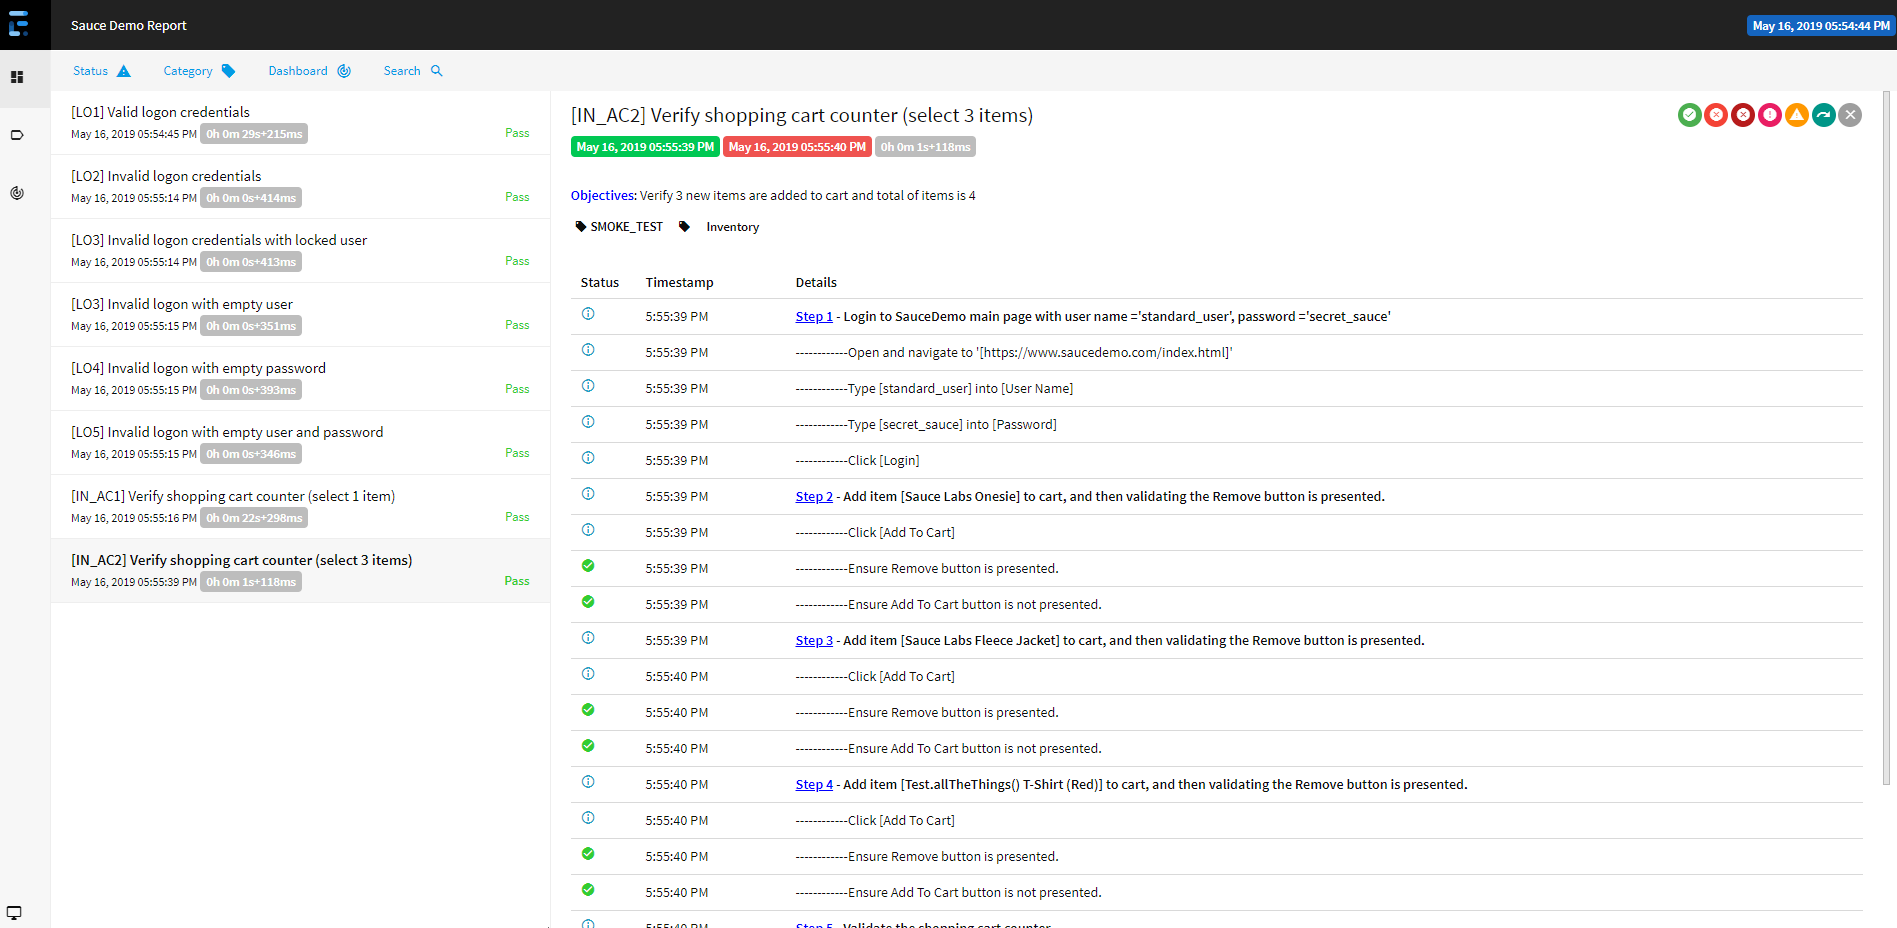 Sauce Demo Report
May 16, 2019 05:54:44 PM
Status Category Dashboard Search
[LO1] Valid logon credentials
May 16, 2019 05:54:45 PM 0h 0m 29s+215ms Pass
[LO2] Invalid logon credentials
May 16, 2019 05:55:14 PM 0h 0m 0s+414ms Pass
[LO3] Invalid logon credentials with locked user
May 16, 2019 05:55:14 PM 0h 0m 0s+413ms Pass
[LO3] Invalid logon with empty user
May 16, 2019 05:55:15 PM 0h 0m 0s+351ms Pass
[LO4] Invalid logon with empty password
May 16, 2019 05:55:15 PM 0h 0m 0s+393ms Pass
[LO5] Invalid logon with empty user and password
May 16, 2019 05:55:15 PM 0h 0m 0s+346ms Pass
[IN_AC1] Verify shopping cart counter (select 1 item)
May 16, 2019 05:55:16 PM 0h 0m 22s+298ms Pass
[IN_AC2] Verify shopping cart counter (select 3 items)
May 16, 2019 05:55:39 PM 0h 0m 1s+118ms Pass
[IN_AC2] Verify shopping cart counter (select 3 items)
May 16, 2019 05:55:39 PM May 16, 2019 05:55:40 PM 0h 0m 1s+118ms
Objectives: Verify 3 new items are added to cart and total of items is 4
SMOKE_TEST Inventory
Status Timestamp Details
5:55:39 PM Step 1 - Login to SauceDemo main page with user name ='standard_user', password ='secret_sauce'
5:55:39 PM ------------Open and navigate to '[https://www.saucedemo.com/index.html]'
5:55:39 PM ------------Type [standard_user] into [User Name]
5:55:39 PM ------------Type [secret_sauce] into [Password]
5:55:39 PM ------------Click [Login]
5:55:39 PM Step 2 - Add item [Sauce Labs Onesie] to cart, and then validating the Remove button is presented.
5:55:39 PM ------------Click [Add To Cart]
5:55:39 PM ------------Ensure Remove button is presented.
5:55:39 PM ------------Ensure Add To Cart button is not presented.
5:55:39 PM Step 3 - Add item [Sauce Labs Fleece Jacket] to cart, and then validating the Remove button is presented.
5:55:40 PM ------------Click [Add To Cart]
5:55:40 PM ------------Ensure Remove button is presented.
5:55:40 PM ------------Ensure Add To Cart button is not presented.
5:55:40 PM Step 4 - Add item [Test.allTheThings() T-Shirt (Red)] to cart, and then validating the Remove button is presented.
5:55:40 PM ------------Click [Add To Cart]
5:55:40 PM ------------Ensure Remove button is presented.
5:55:40 PM ------------Ensure Add To Cart button is not presented.
5:55:40 PM Step 5 - Validate the shopping cart counter